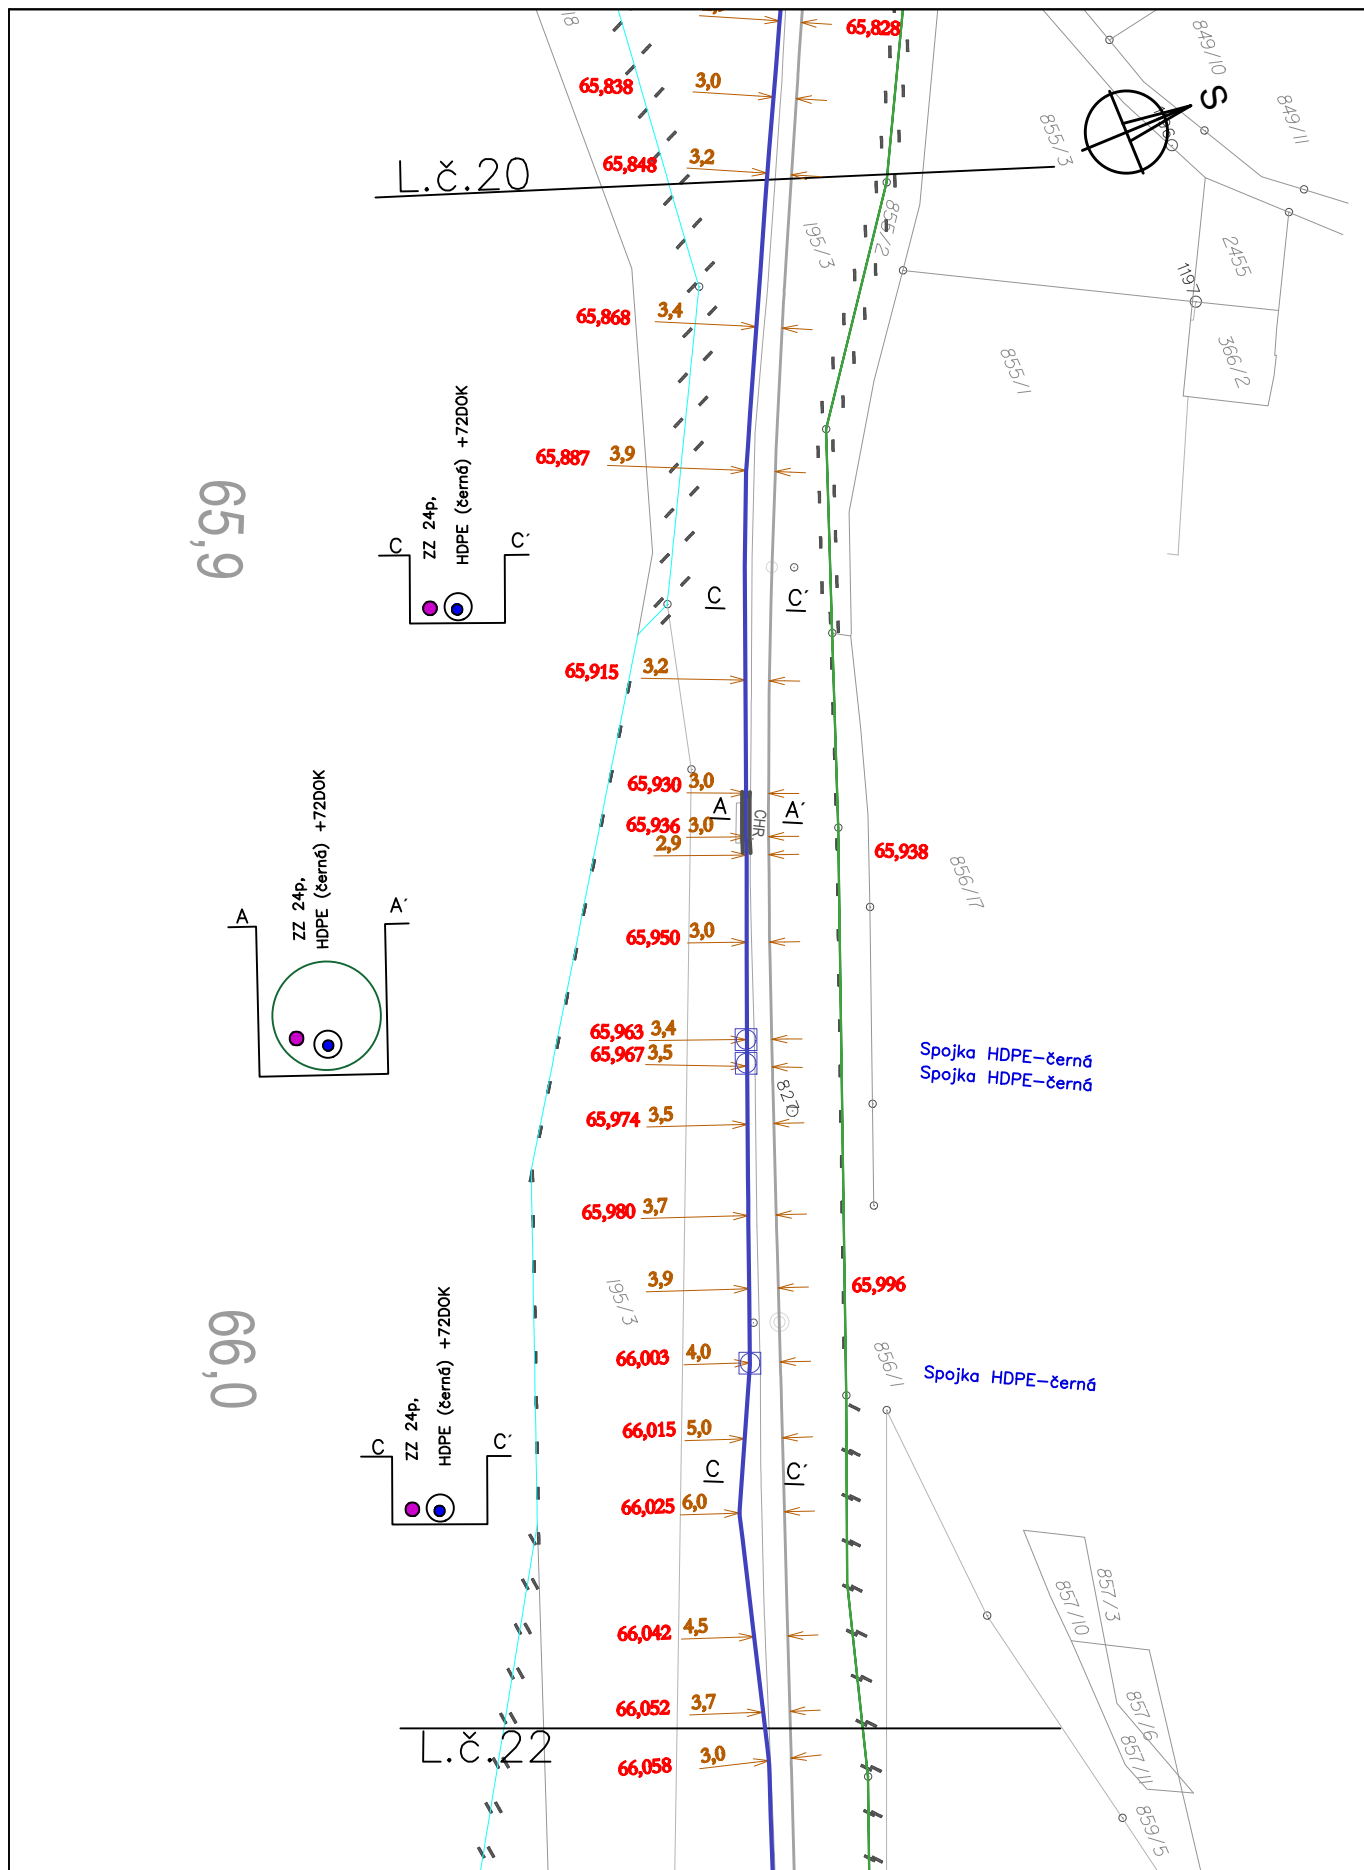 18
65,828
849/10
S
65,838
3,0
849/11
855/3
65,848
3,2
L.č.20
855/2
195/3
2455
1197
65,868
3,4
366/2
855/1
65,887
3,9
65,9
ZZ 24p,
HDPE (černá) +72DOK
C
C´
C
C´
65,915
3,2
65,930
3,0
A
A´
CHR
65,936
3,0
2,9
65,938
856/17
ZZ 24p,
HDPE (černá) +72DOK
A
A´
65,950
3,0
65,963
3,4
65,967
3,5
Spojka HDPE–černá
Spojka HDPE–černá
827
65,974
3,5
65,980
3,7
3,9
65,996
195/3
66,0
66,003
4,0
856/1
Spojka HDPE–černá
ZZ 24p,
HDPE (černá) +72DOK
C
C´
66,015
5,0
C
C´
66,025
6,0
857/3
857/10
66,042
4,5
66,052
3,7
857/6
L.č.22
857/11
66,058
3,0
859/5